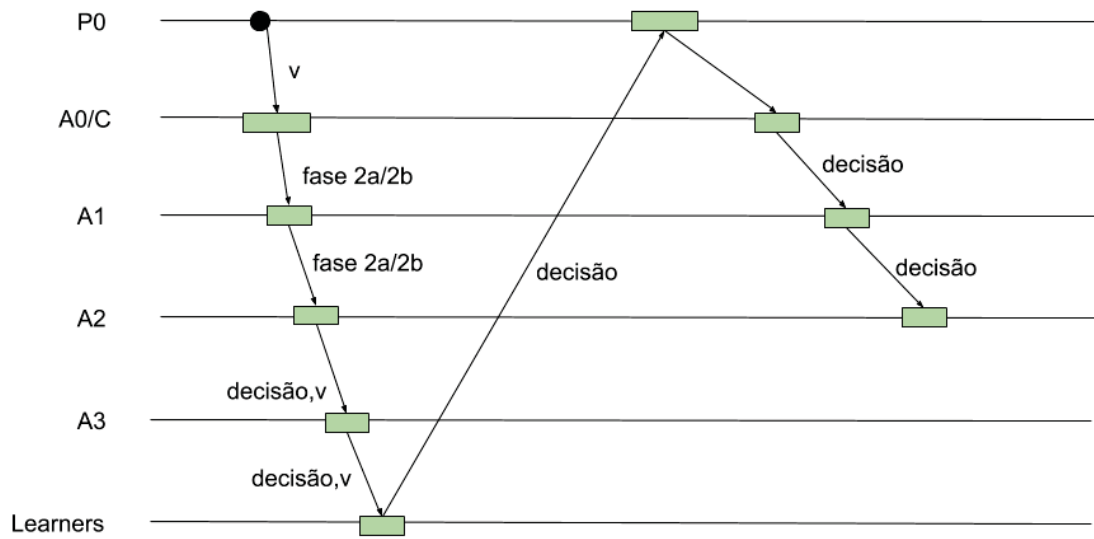 P0
v
A0/C
fase 2a/2b
decisão
A1
fase 2a/2b
decisão
decisão
A2
decisão,v
A3
decisão,v
Learners